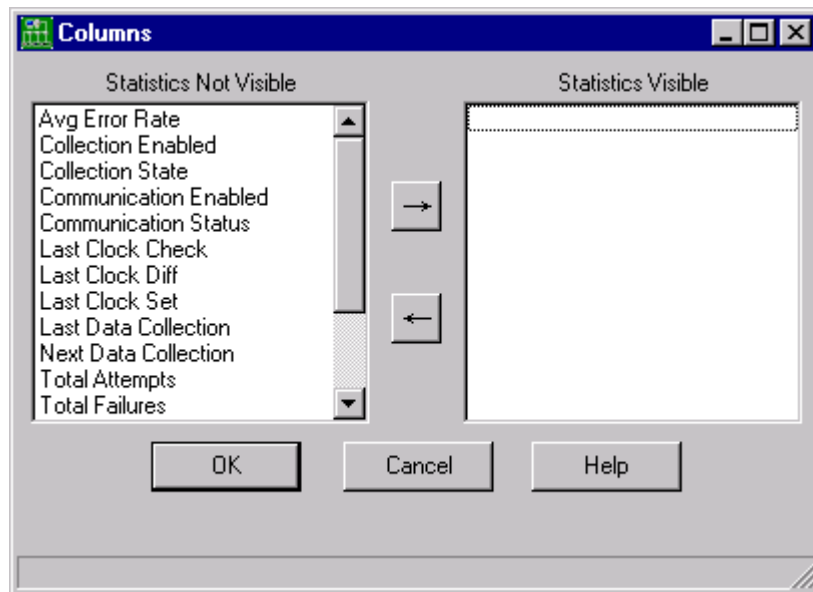 Columns
Statistics Not Visible
Statistics Visible
Avg Error Rate
Collection Enabled
Collection State
Communication Enabled
Communication Status
Last Clock Check
Last Clock Diff
Last Clock Set
Last Data Collection
Next Data Collection
Total Attempts
Total Failures
OK
Cancel
Help